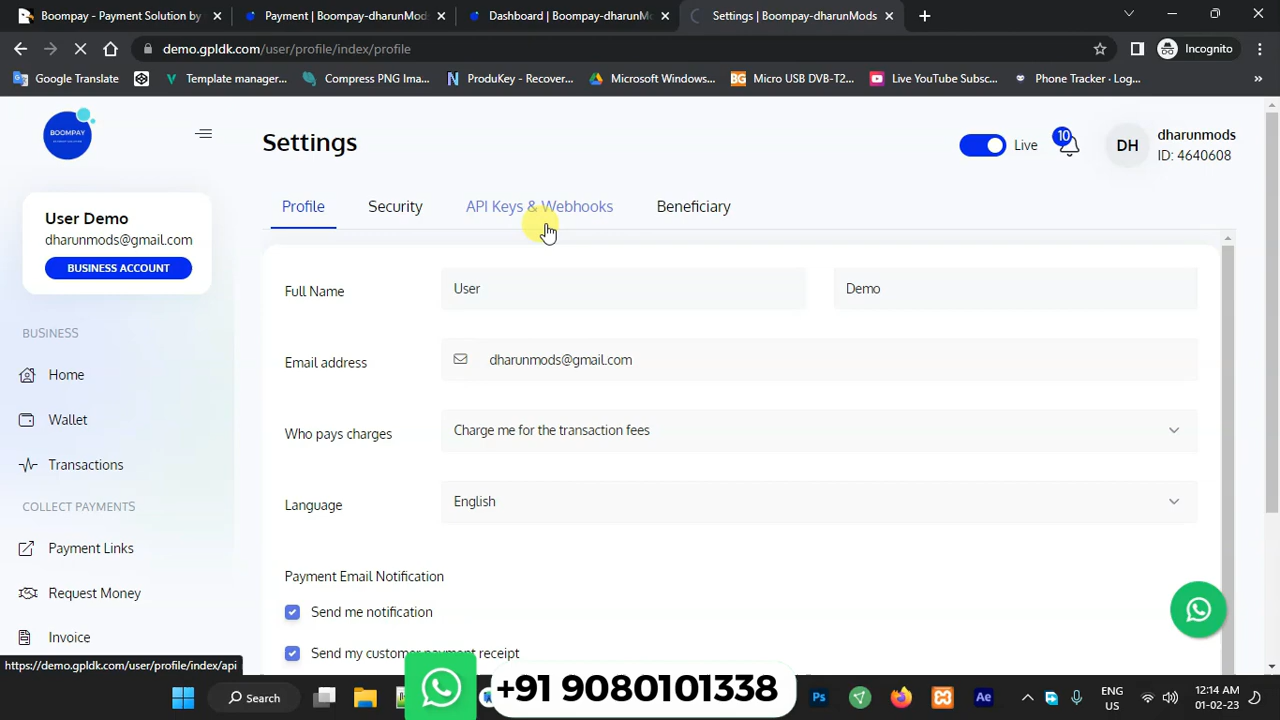 Boompay - Payment Solution by
Payment | Boompay-dharunMods
Dashboard | Boompay-dharunMo
Settings | Boompay-dharunMods
demo.gpldk.com/user/profile/index/profile
Incognito
Google Translate
Template manager...
Compress PNG Ima...
ProduKey - Recover...
Microsoft Windows...
BG
Micro USB DVB-T2...
Live YouTube Subsc...
Phone Tracker - Log...
»
BOOMPAY
Settings
Live
10
DH
dharunmods
ID: 4640608
User Demo
dharunmods@gmail.com
BUSINESS ACCOUNT
Profile
Security
API Keys & Webhooks
Beneficiary
Full Name
User
Demo
Email address
dharunmods@gmail.com
Who pays charges
Charge me for the transaction fees
Language
English
Payment Email Notification
Send me notification
Send my customer payment receipt
BUSINESS
Home
Wallet
Transactions
COLLECT PAYMENTS
Payment Links
Request Money
Invoice
https://demo.gpldk.com/user/profile/index/api
+91 9080101338
Search
Ps
Ae
ENG
US
12:14 AM
01-02-23